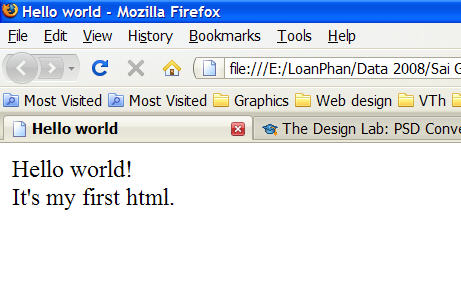 Hello world - Mozilla Firefox
File Edit View History Bookmarks Tools Help
file:///E:/LoanPhan/Data 2008/Sai G
Most Visited Most Visited Graphics Web design VTh
Hello world The Design Lab: PSD Conve
Hello world!
It's my first html.